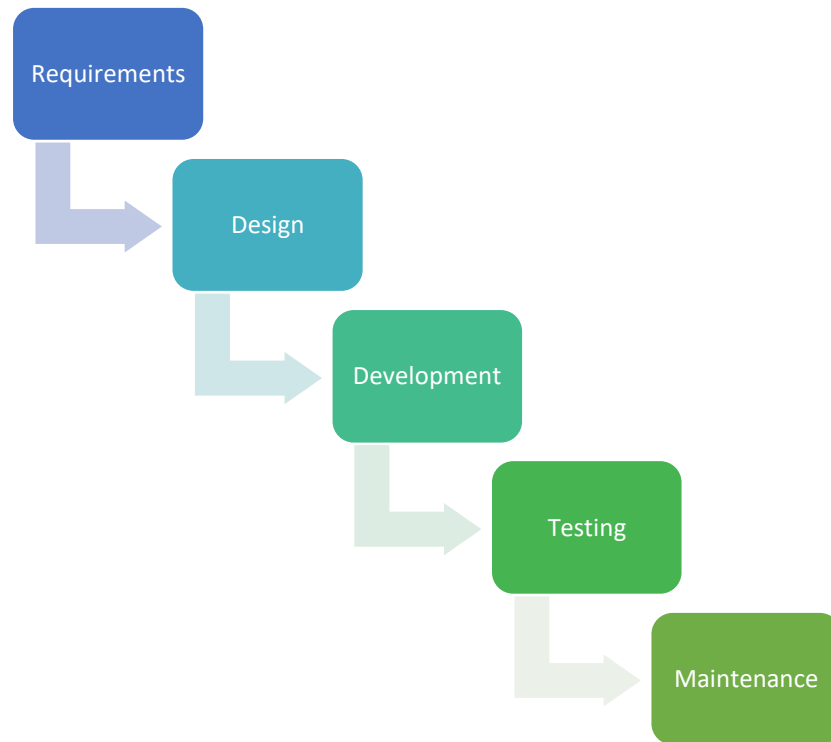 Requirements
Design
Development
Testing
Maintenance